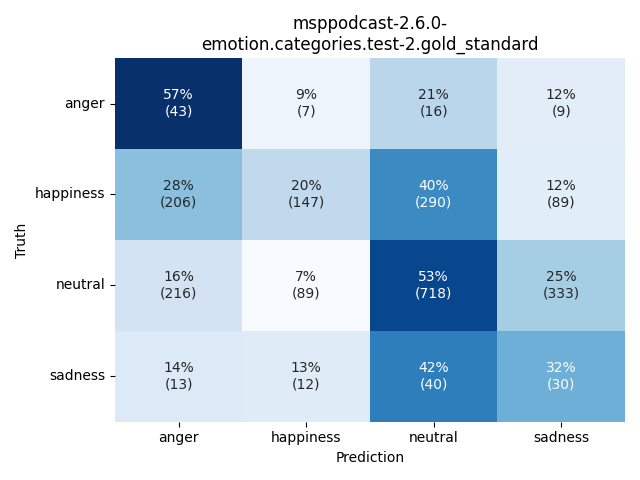 msppodcast-2.6.0-
emotion.categories.test-2.gold_standard
Truth
anger
57% 9% 21% 12%
(43) (7) (16) (9)
happiness
28% 20% 40% 12%
(206) (147) (290) (89)
neutral
16% 7% 53% 25%
(216) (89) (718) (333)
sadness
14% 13% 42% 32%
(13) (12) (40) (30)
anger happiness neutral sadness
Prediction